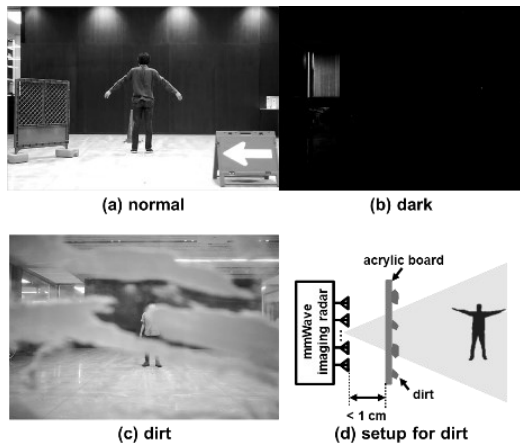 (a) normal
(b) dark
acrylic board
mmWave
imaging radar
dirt
< 1 cm
(c) dirt
(d) setup for dirt